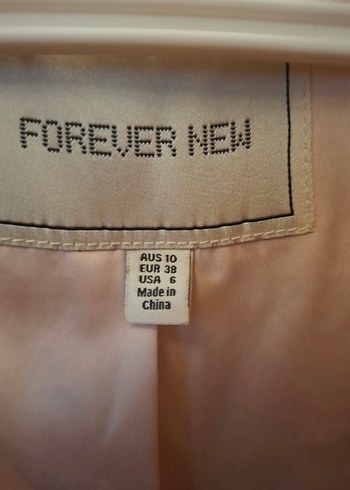 FOREVER NEW
AUS 10
EUR 38
USA 6
Made in
China